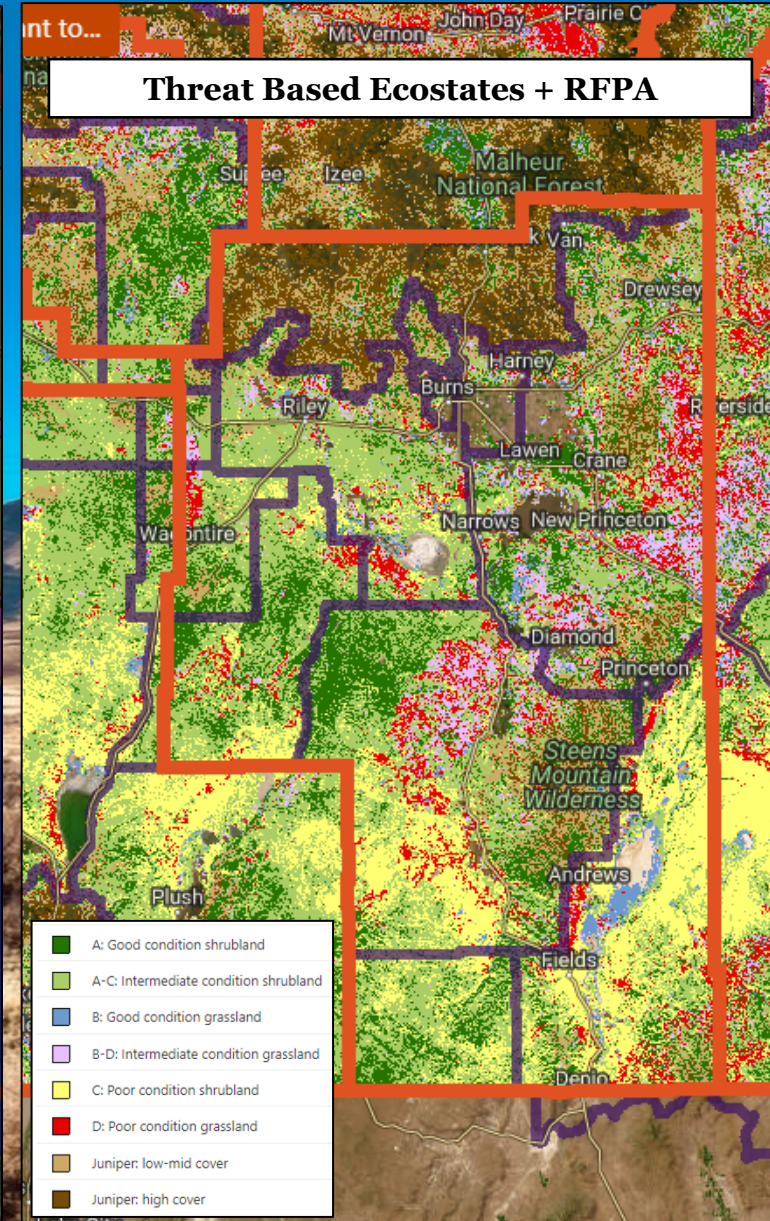 nt to...
Mt Vernon
John Day
Prairie C
na
Threat Based Ecostates + RFPA
Izee
Malheur
National Forest
k Van
Drewsey
Harney
Burns
Riley
Lawen
Crane
Narrows
New Princeton
Diamond
Princeton
Steens
Mountain
Wilderness
Andrews
Plush
Fields
Denio
A: Good condition shrubland
A-C: Intermediate condition shrubland
B: Good condition grassland
B-D: Intermediate condition grassland
C: Poor condition shrubland
D: Poor condition grassland
Juniper: low-mid cover
Juniper: high cover